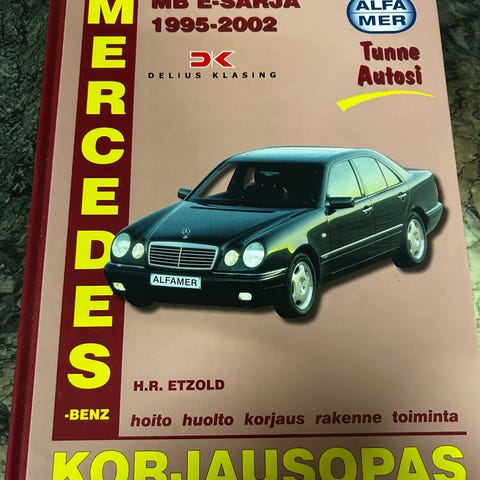 MERCEDES
-BENZ
MB E-SARJA
1995-2002
DK
DELIUS KLASING
ALFA
MER
Tunne
Autosi
ALFAMER
H.R. ETZOLD
hoito huolto korjaus rakenne toiminta
KORJAUSOPAS